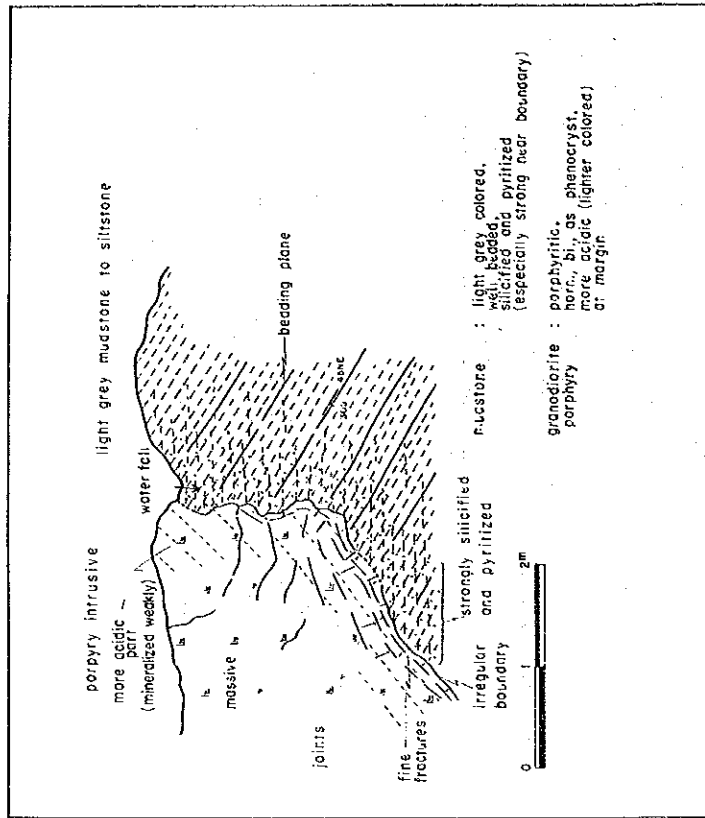 porpyry intrusive
more acidic
part
(mineralized weakly)
water fall
light grey mudstone to siltstone
massive
bedding plane
joints
fine
fractures
irregular
boundary
strongly silicified
and pyritized
0 1 2m
mudstone : light grey colored,
well bedded,
silicified and pyritized
(especially strong near boundary)
granodiorite : porphyritic,
porphyry horn., bi., as phenocryst,
more acidic (lighter colored)
at margin